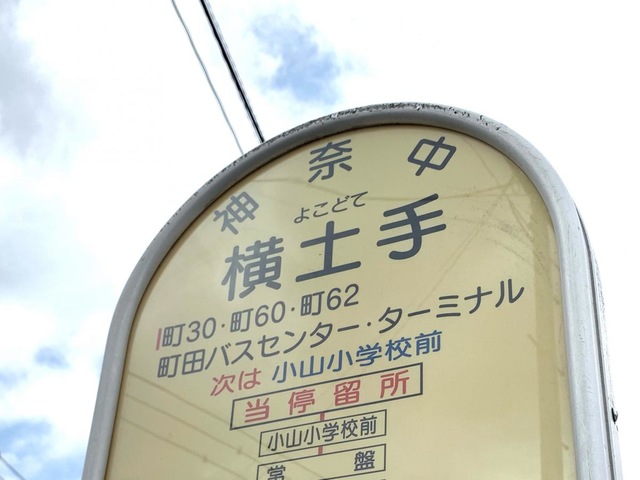 神奈中
よこどて
横土手
町30・町60・町62
町田バスセンター・ターミナル
次は 小山小学校前
当停留所
小山小学校前
常盤